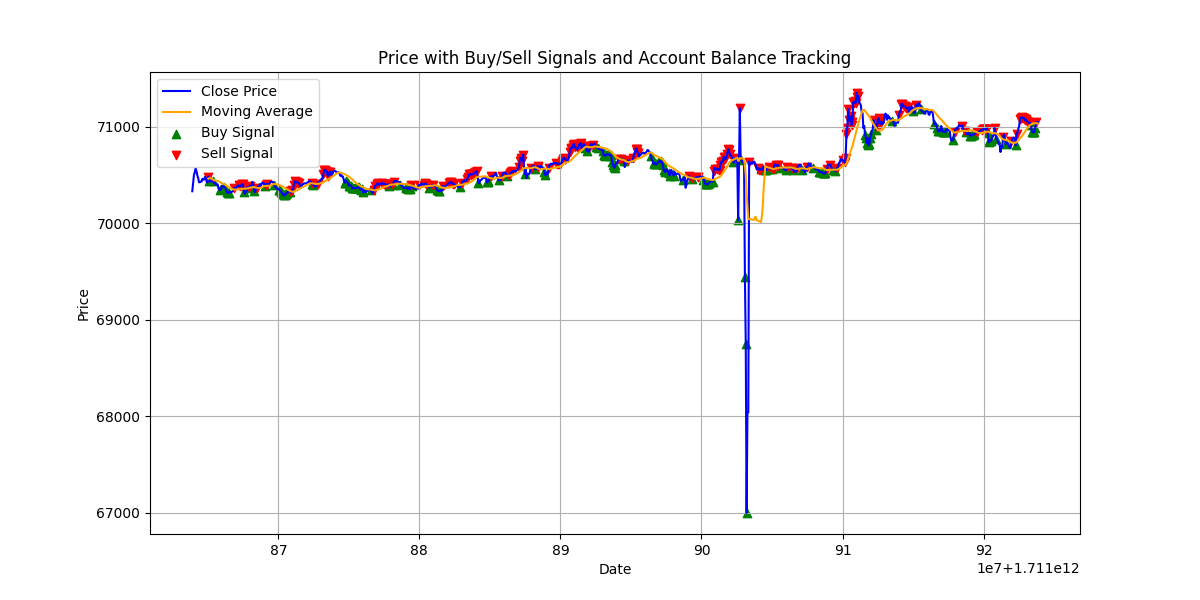 Price with Buy/Sell Signals and Account Balance Tracking
Close Price
Moving Average
Buy Signal
Sell Signal
71000
70000
69000
68000
67000
Price
87 88 89 90 91 92
1e7+1.711e12
Date